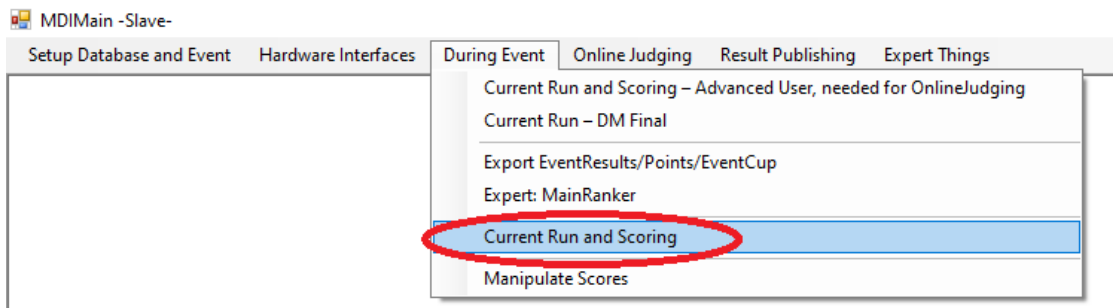 MDIMain -Slave-
Setup Database and Event Hardware Interfaces During Event Online Judging Result Publishing Expert Things
Current Run and Scoring – Advanced User, needed for OnlineJudging
Current Run – DM Final
Export EventResults/Points/EventCup
Expert: MainRanker
Current Run and Scoring
Manipulate Scores